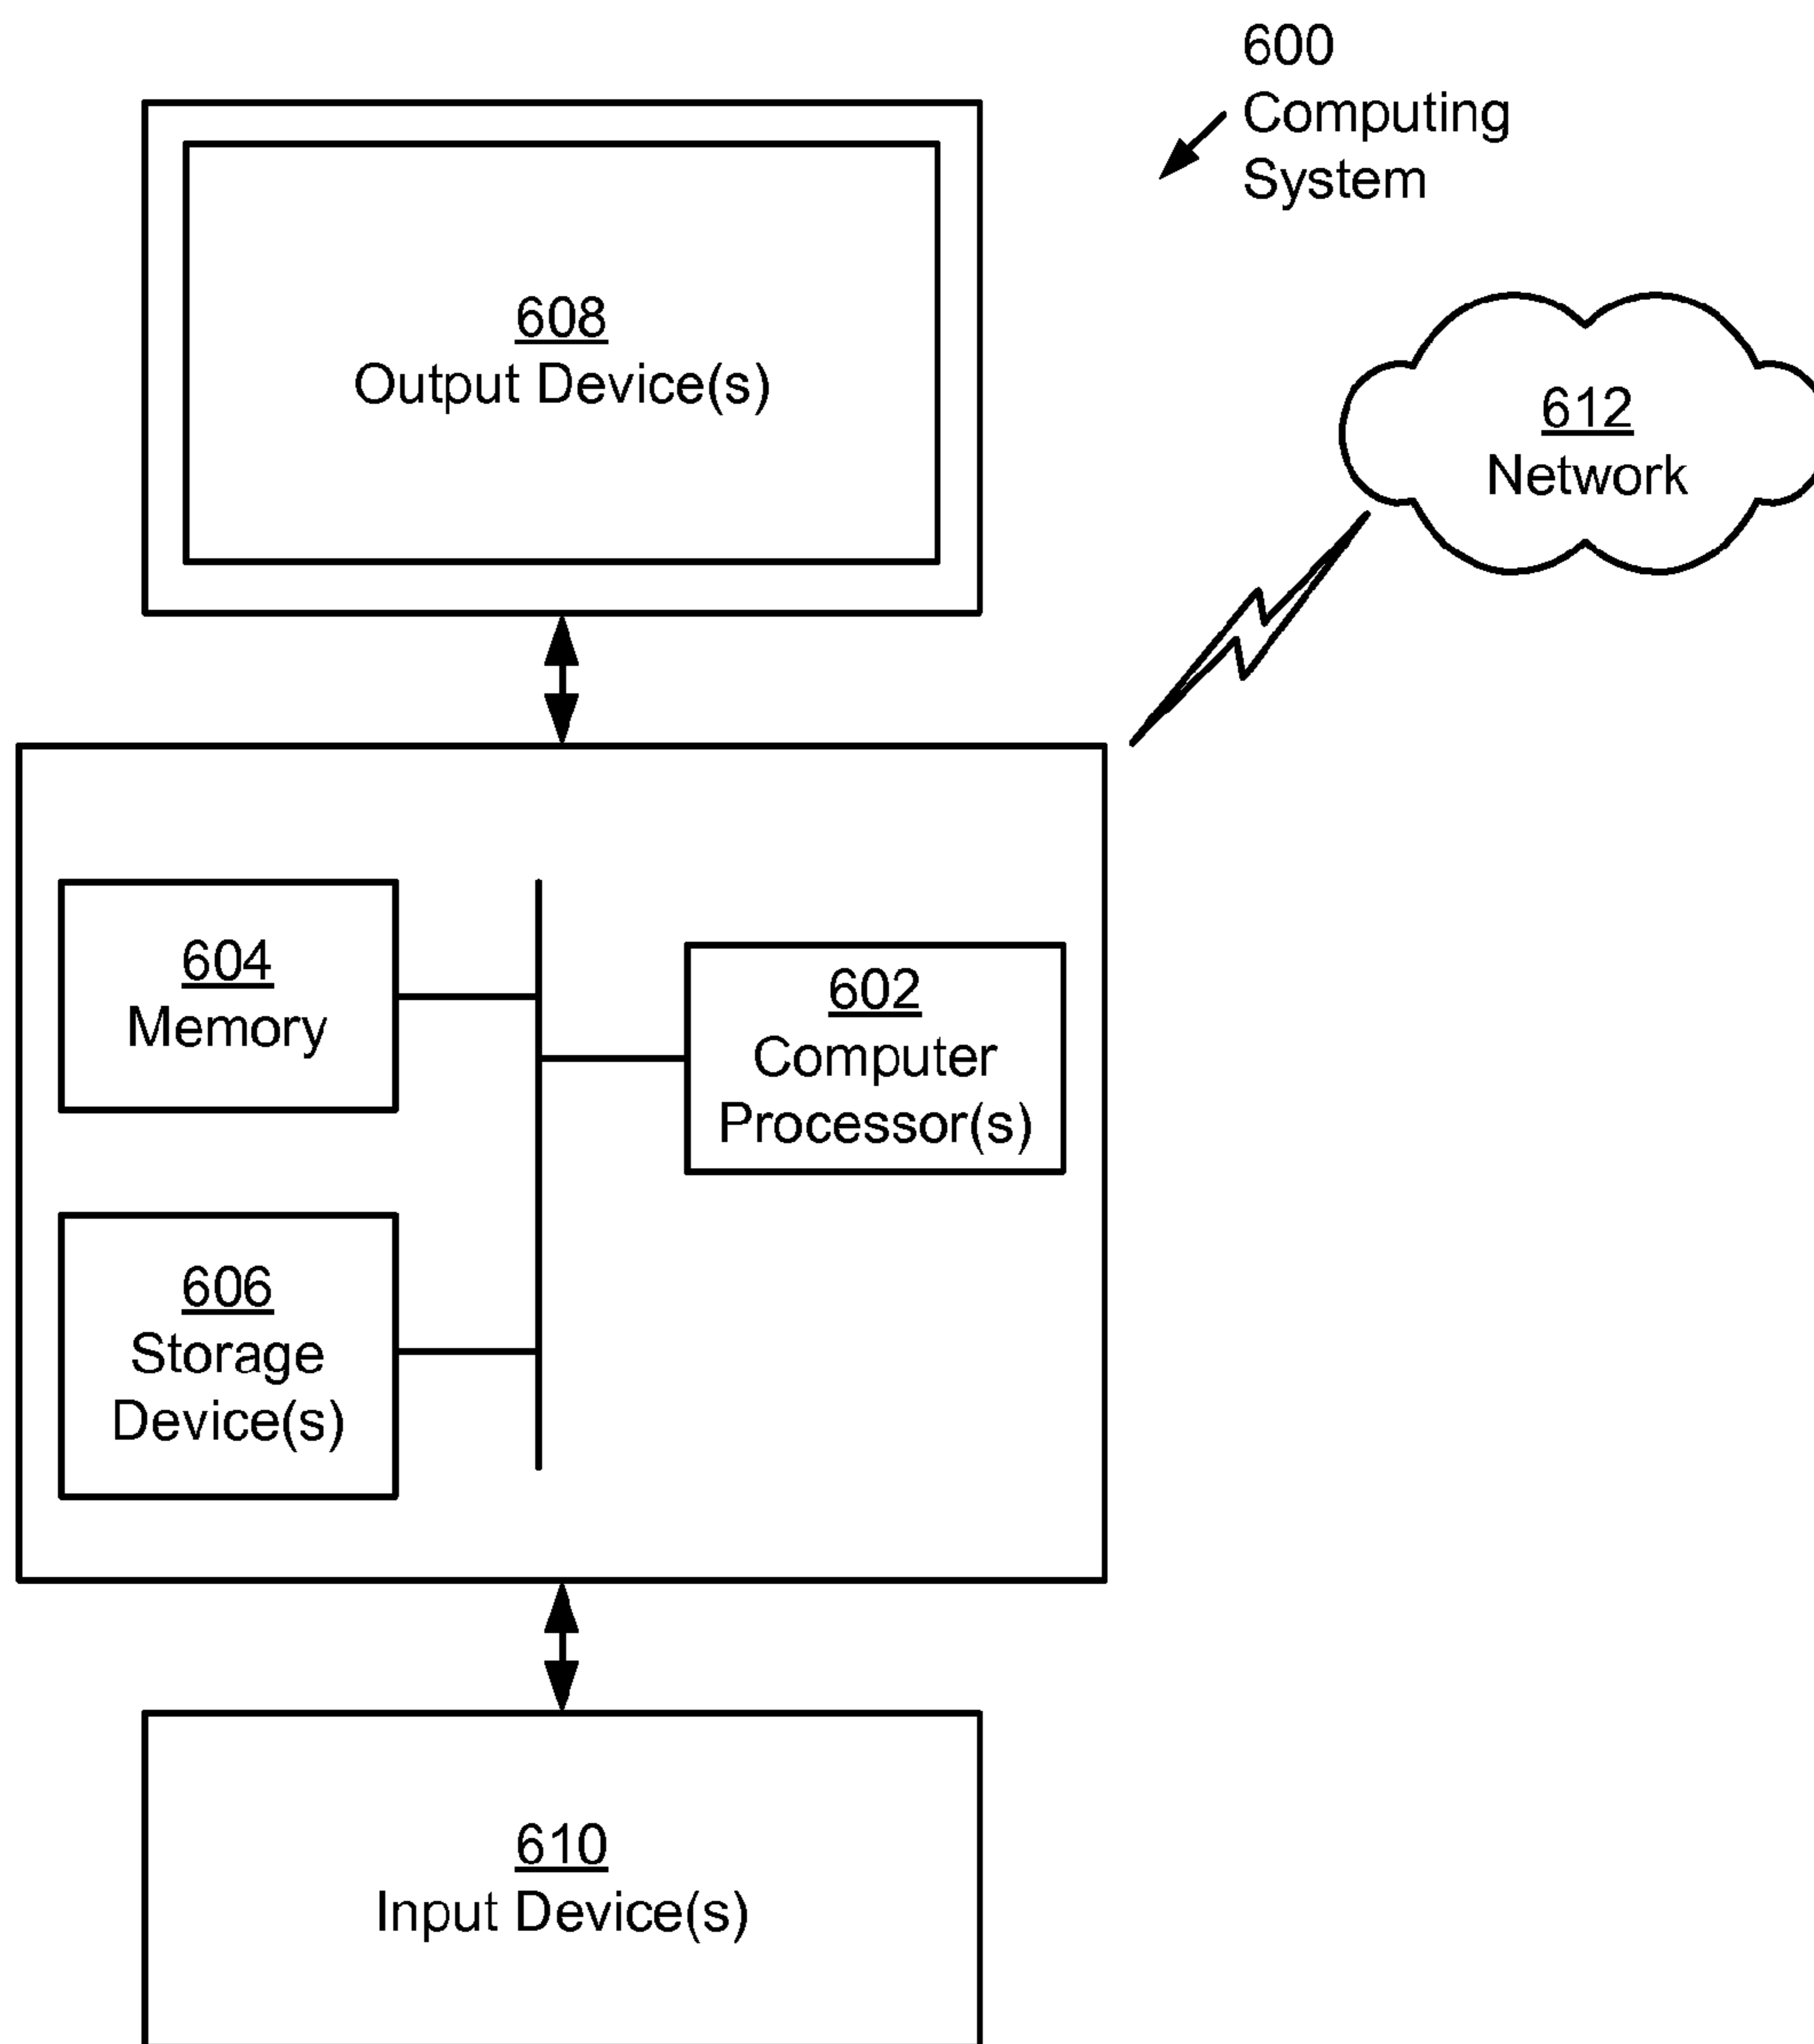 600
Computing
System
608
Output Device(s)
612
Network
604
Memory
602
Computer
Processor(s)
606
Storage
Device(s)
610
Input Device(s)